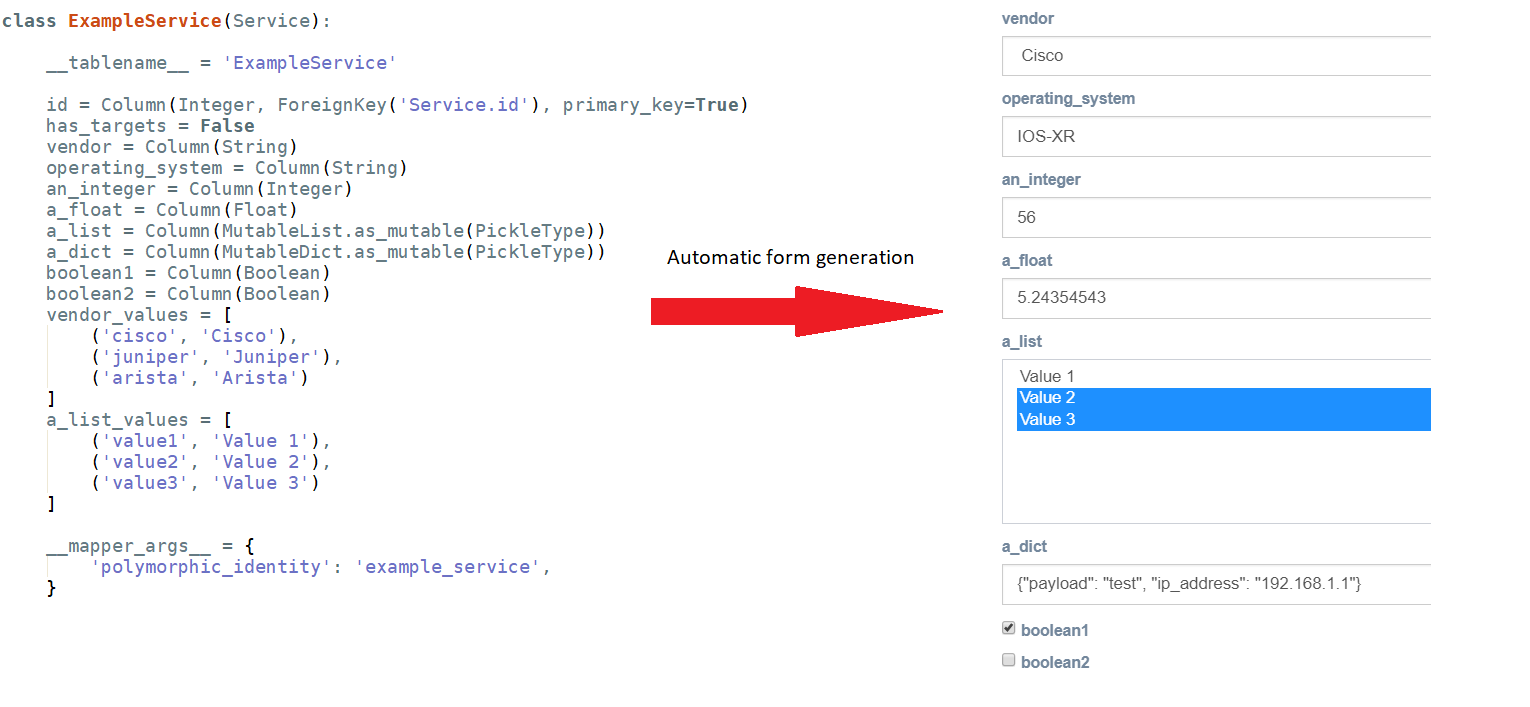 class ExampleService(Service):
__tablename__ = 'ExampleService'
id = Column(Integer, ForeignKey('Service.id'), primary_key=True)
has_targets = False
vendor = Column(String)
operating_system = Column(String)
an_integer = Column(Integer)
a_float = Column(Float)
a_list = Column(MutableList.as_mutable(PickleType))
a_dict = Column(MutableDict.as_mutable(PickleType))
boolean1 = Column(Boolean)
boolean2 = Column(Boolean)
vendor_values = [
('cisco', 'Cisco'),
('juniper', 'Juniper'),
('arista', 'Arista')
]
a_list_values = [
('value1', 'Value 1'),
('value2', 'Value 2'),
('value3', 'Value 3')
]
__mapper_args__ = {
'polymorphic_identity': 'example_service',
}
Automatic form generation
vendor
Cisco
operating_system
IOS-XR
an_integer
56
a_float
5.24354543
a_list
Value 1
Value 2
Value 3
a_dict
{"payload": "test", "ip_address": "192.168.1.1"}
boolean1
boolean2